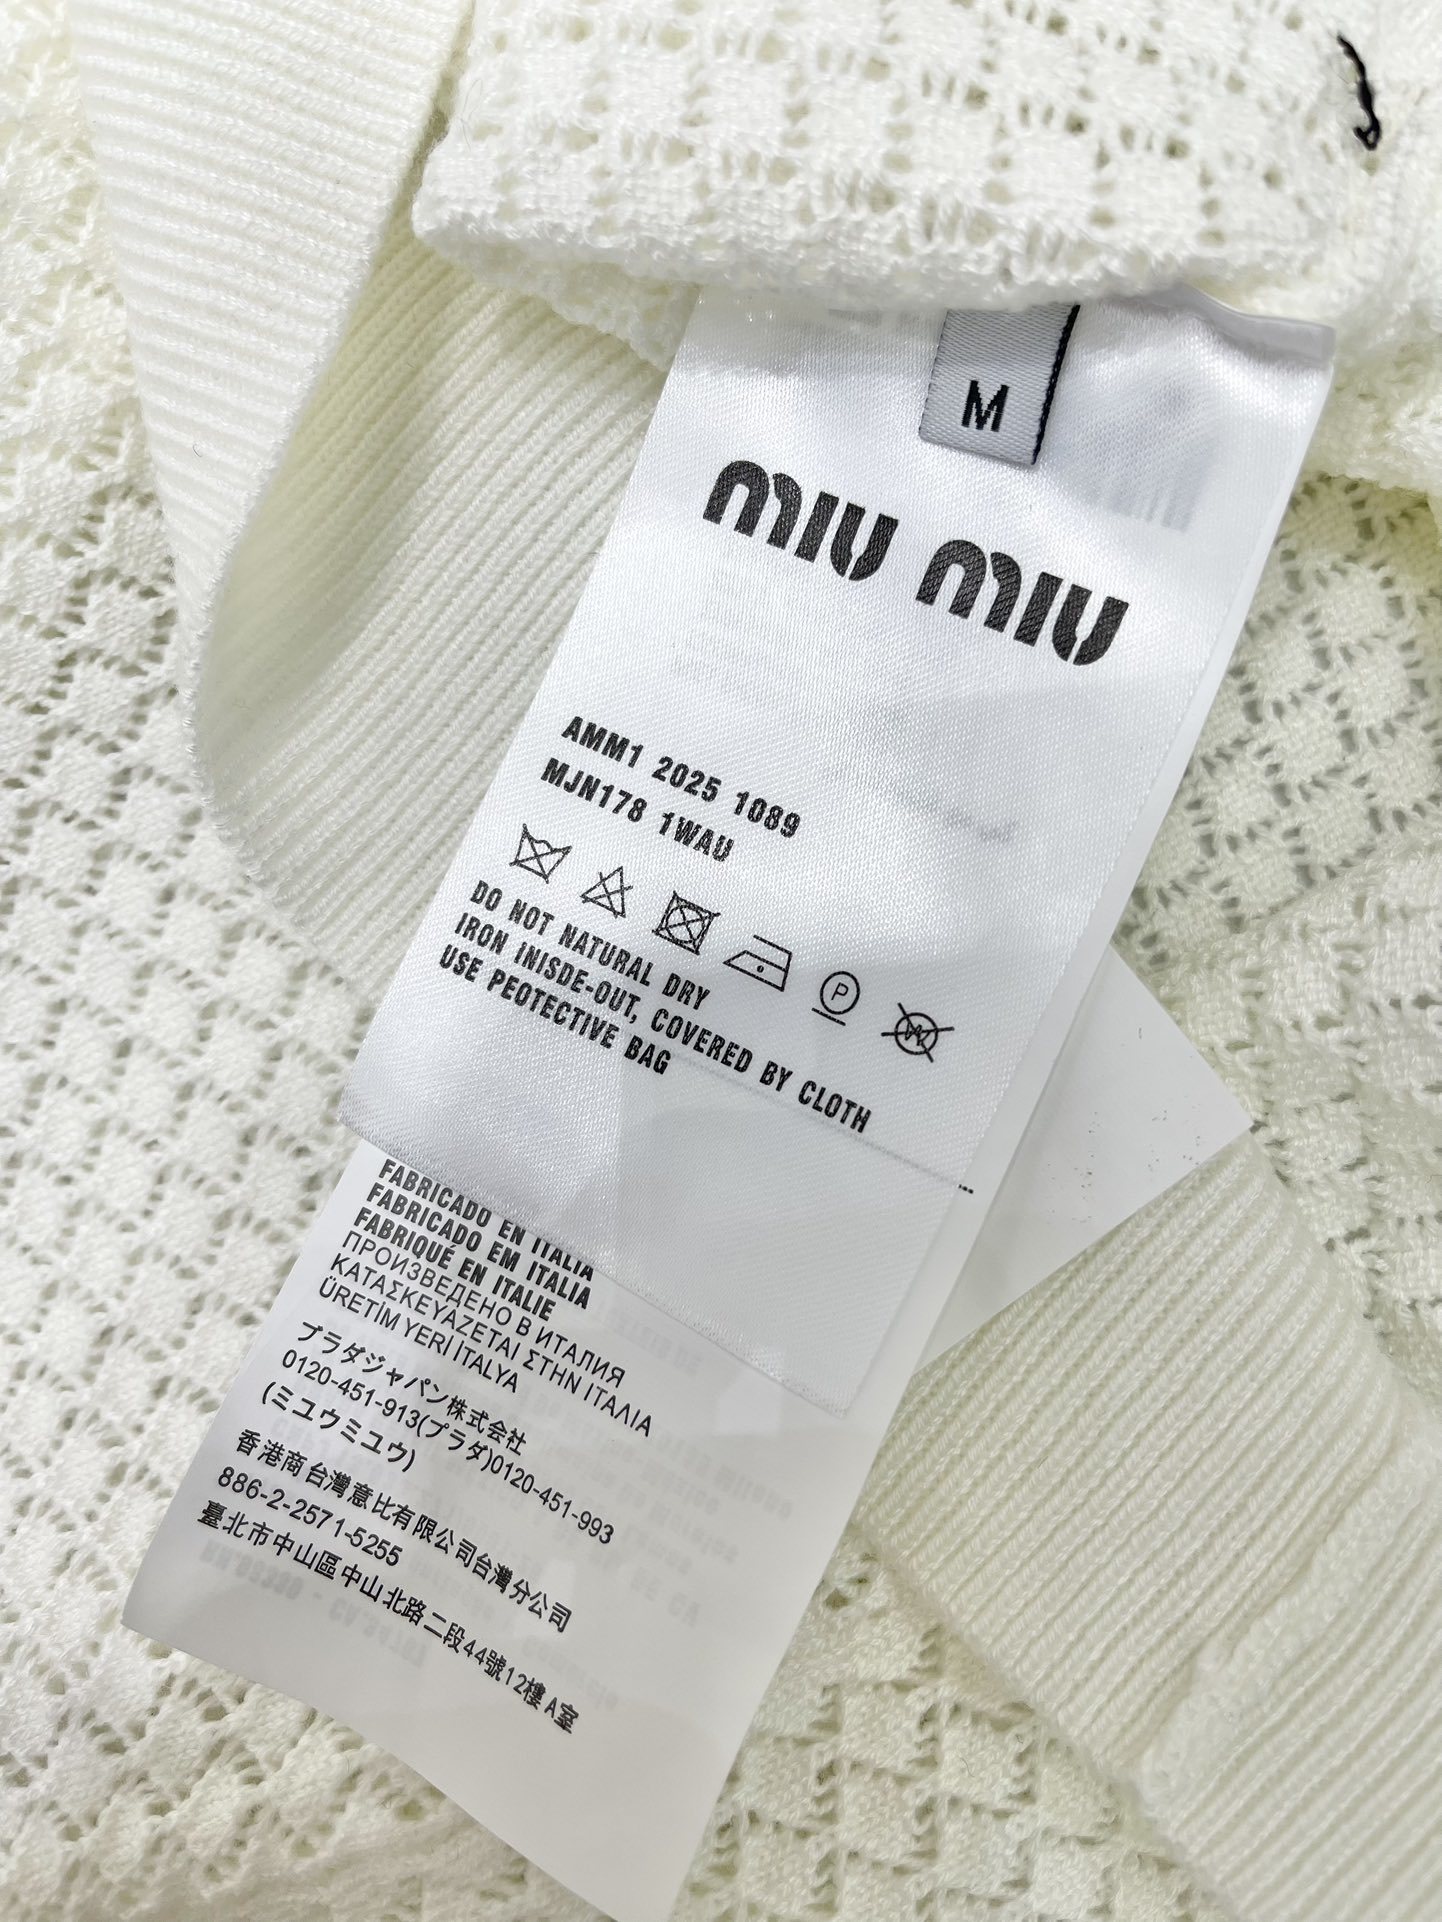 M
MIU MIU
AMM1 2025 1089
MJN178 1WAU
P
W
DO NOT NATURAL DRY
IRON INISDE-OUT, COVERED BY CLOTH
USE PEOTECTIVE BAG
FABRICADO EN ITALIA
FABRICADO EM ITALIA
FABRIQUÉ EN ITALIE
ПРОИЗВЕДЕНО В ИТАЛИЯ
ΚΑΤΑΣΚΕΥΑΖΕΤΑΙ ΣΤΗΝ ΙΤΑΛΙΑ
ÜRETİM YERİ İTALYA
プラダジャパン株式会社
0120-451-913(プラダ)0120-451-993
(ミュウミュウ)
香港商台灣意比有限公司台灣分公司
886-2-2571-5255
臺北市中山區中山北路二段44號12樓A室